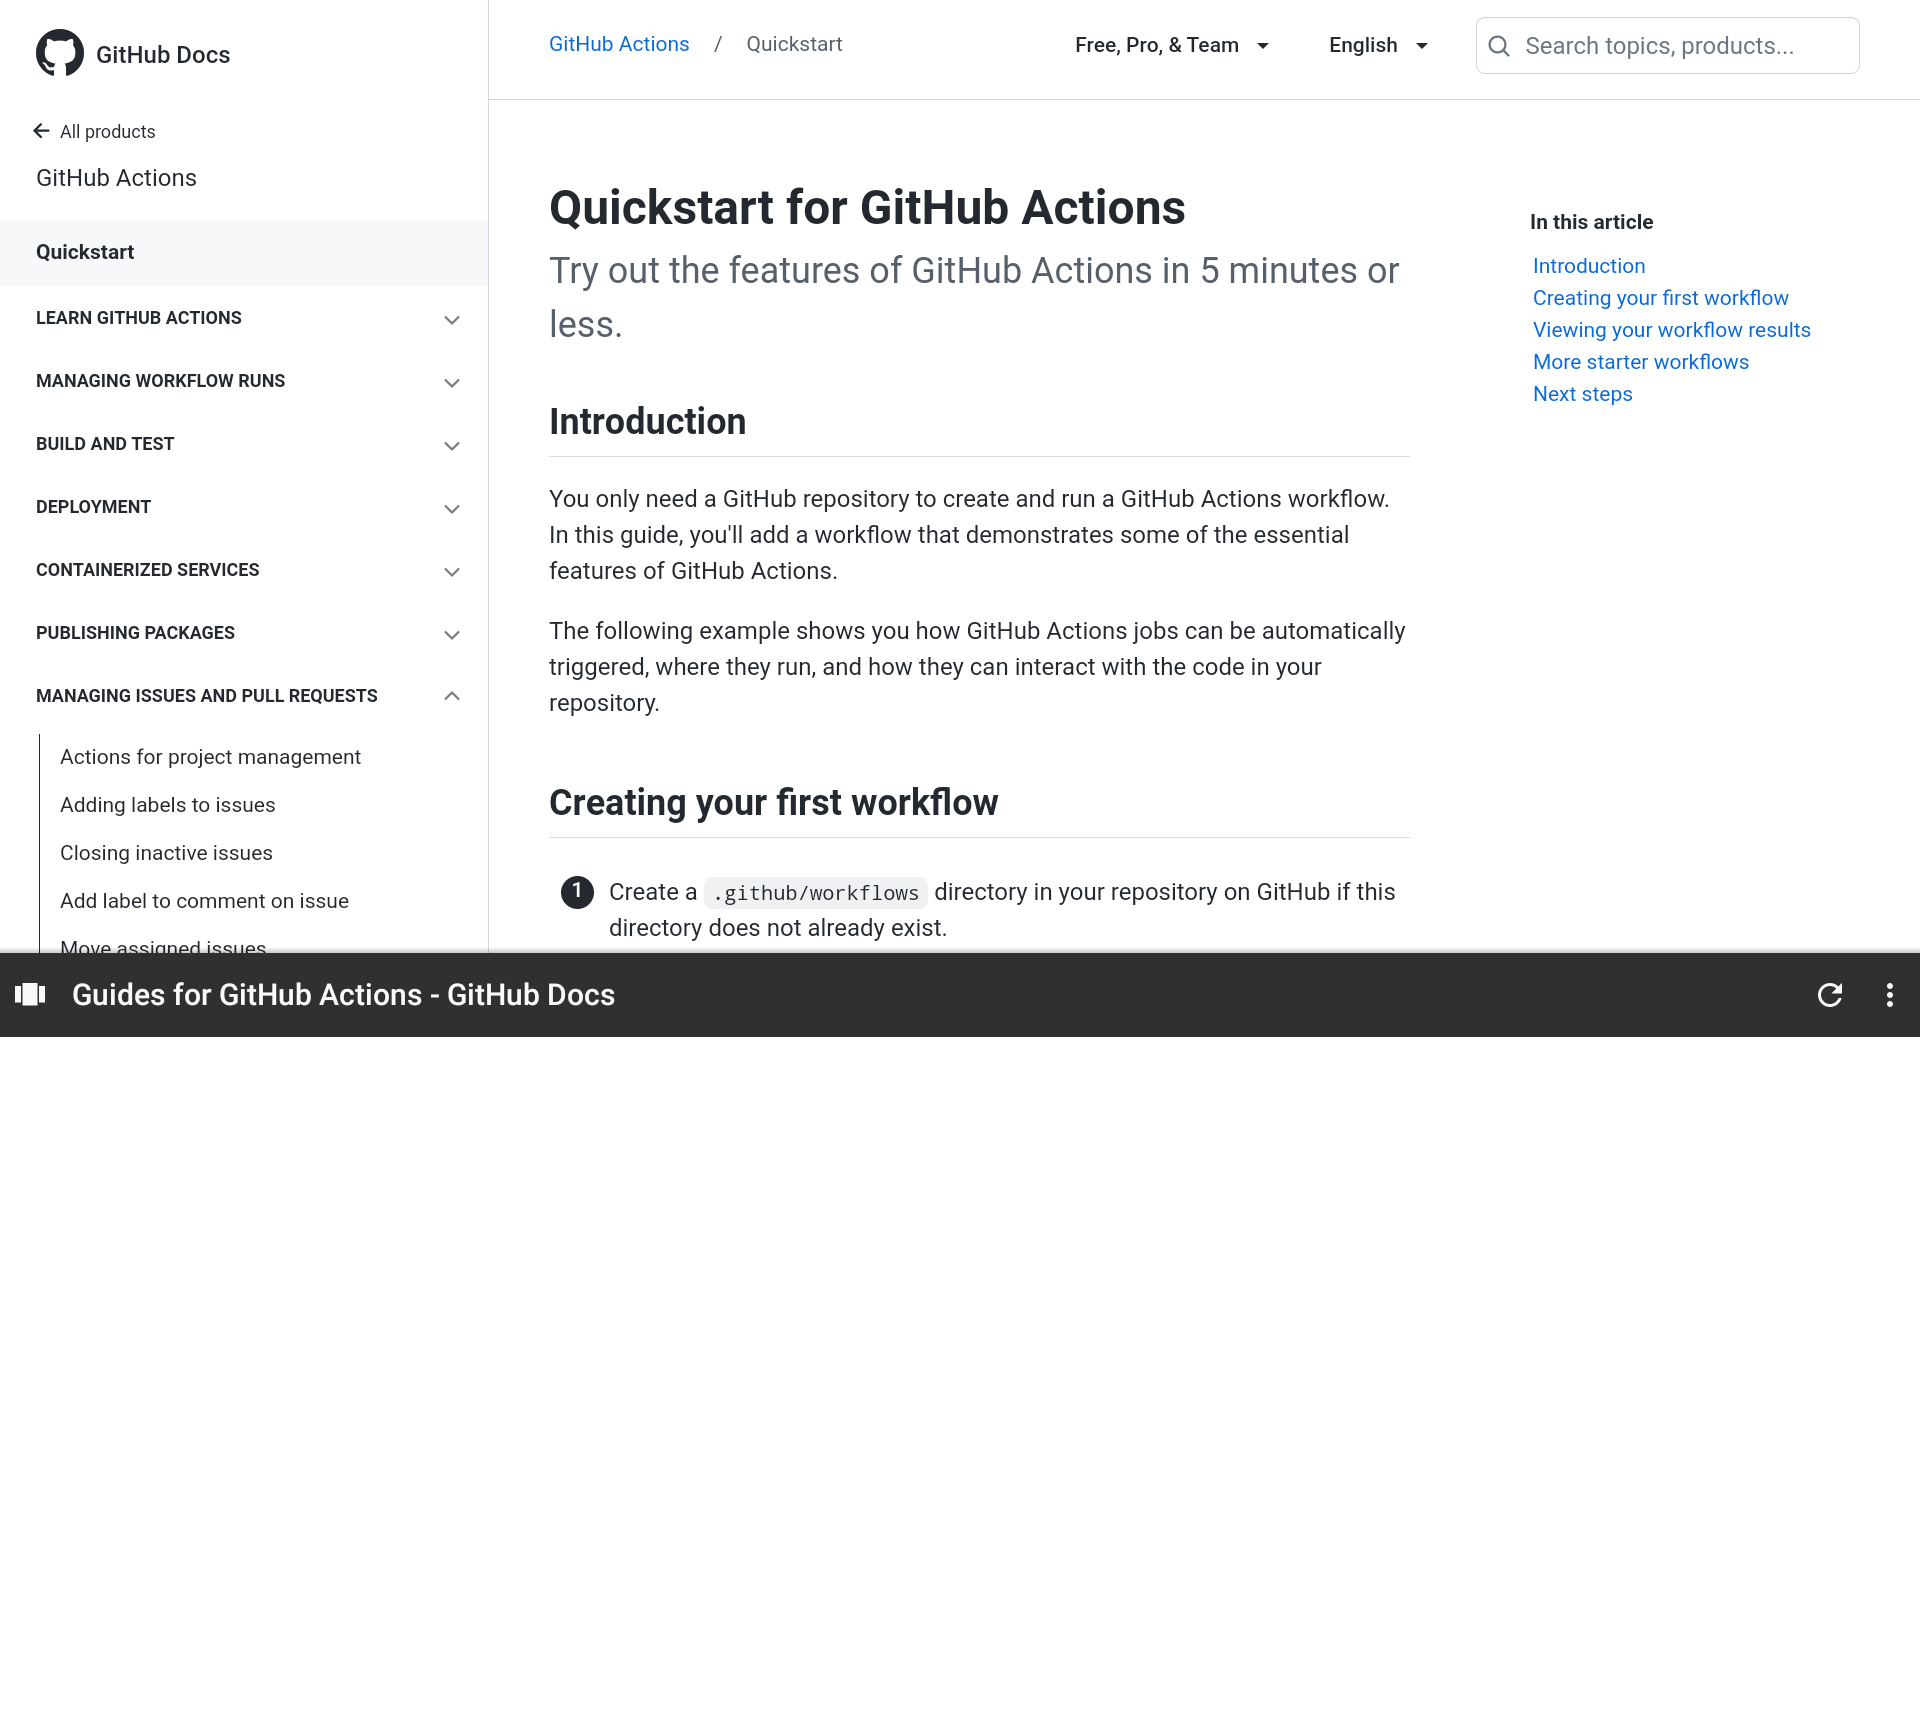 GitHub Docs
All products
GitHub Actions
Quickstart
LEARN GITHUB ACTIONS
MANAGING WORKFLOW RUNS
BUILD AND TEST
DEPLOYMENT
CONTAINERIZED SERVICES
PUBLISHING PACKAGES
MANAGING ISSUES AND PULL REQUESTS
Actions for project management
Adding labels to issues
Closing inactive issues
Add label to comment on issue
Move assigned issues
GitHub Actions / Quickstart
Free, Pro, & Team
English
Search topics, products...
Quickstart for GitHub Actions
Try out the features of GitHub Actions in 5 minutes or
less.
Introduction
You only need a GitHub repository to create and run a GitHub Actions workflow.
In this guide, you'll add a workflow that demonstrates some of the essential
features of GitHub Actions.
The following example shows you how GitHub Actions jobs can be automatically
triggered, where they run, and how they can interact with the code in your
repository.
Creating your first workflow
1 Create a .github/workflows directory in your repository on GitHub if this
directory does not already exist.
In this article
Introduction
Creating your first workflow
Viewing your workflow results
More starter workflows
Next steps
Guides for GitHub Actions - GitHub Docs